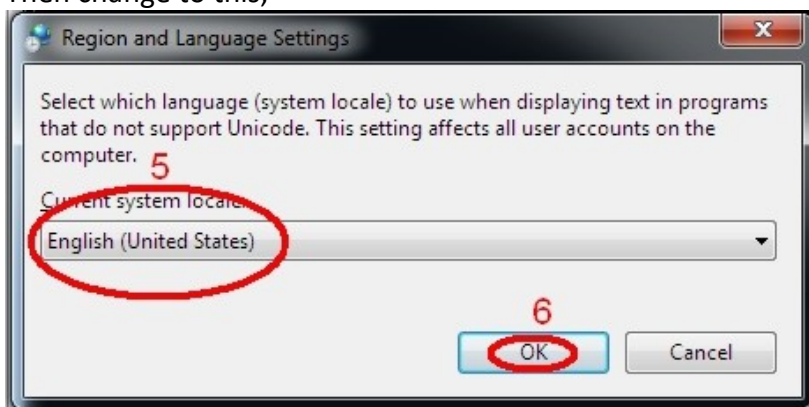 Then change to this,
Region and Language Settings
Select which language (system locale) to use when displaying text in programs
that do not support Unicode. This setting affects all user accounts on the
computer.
5
Current system locale:
English (United States)
6
OK
Cancel